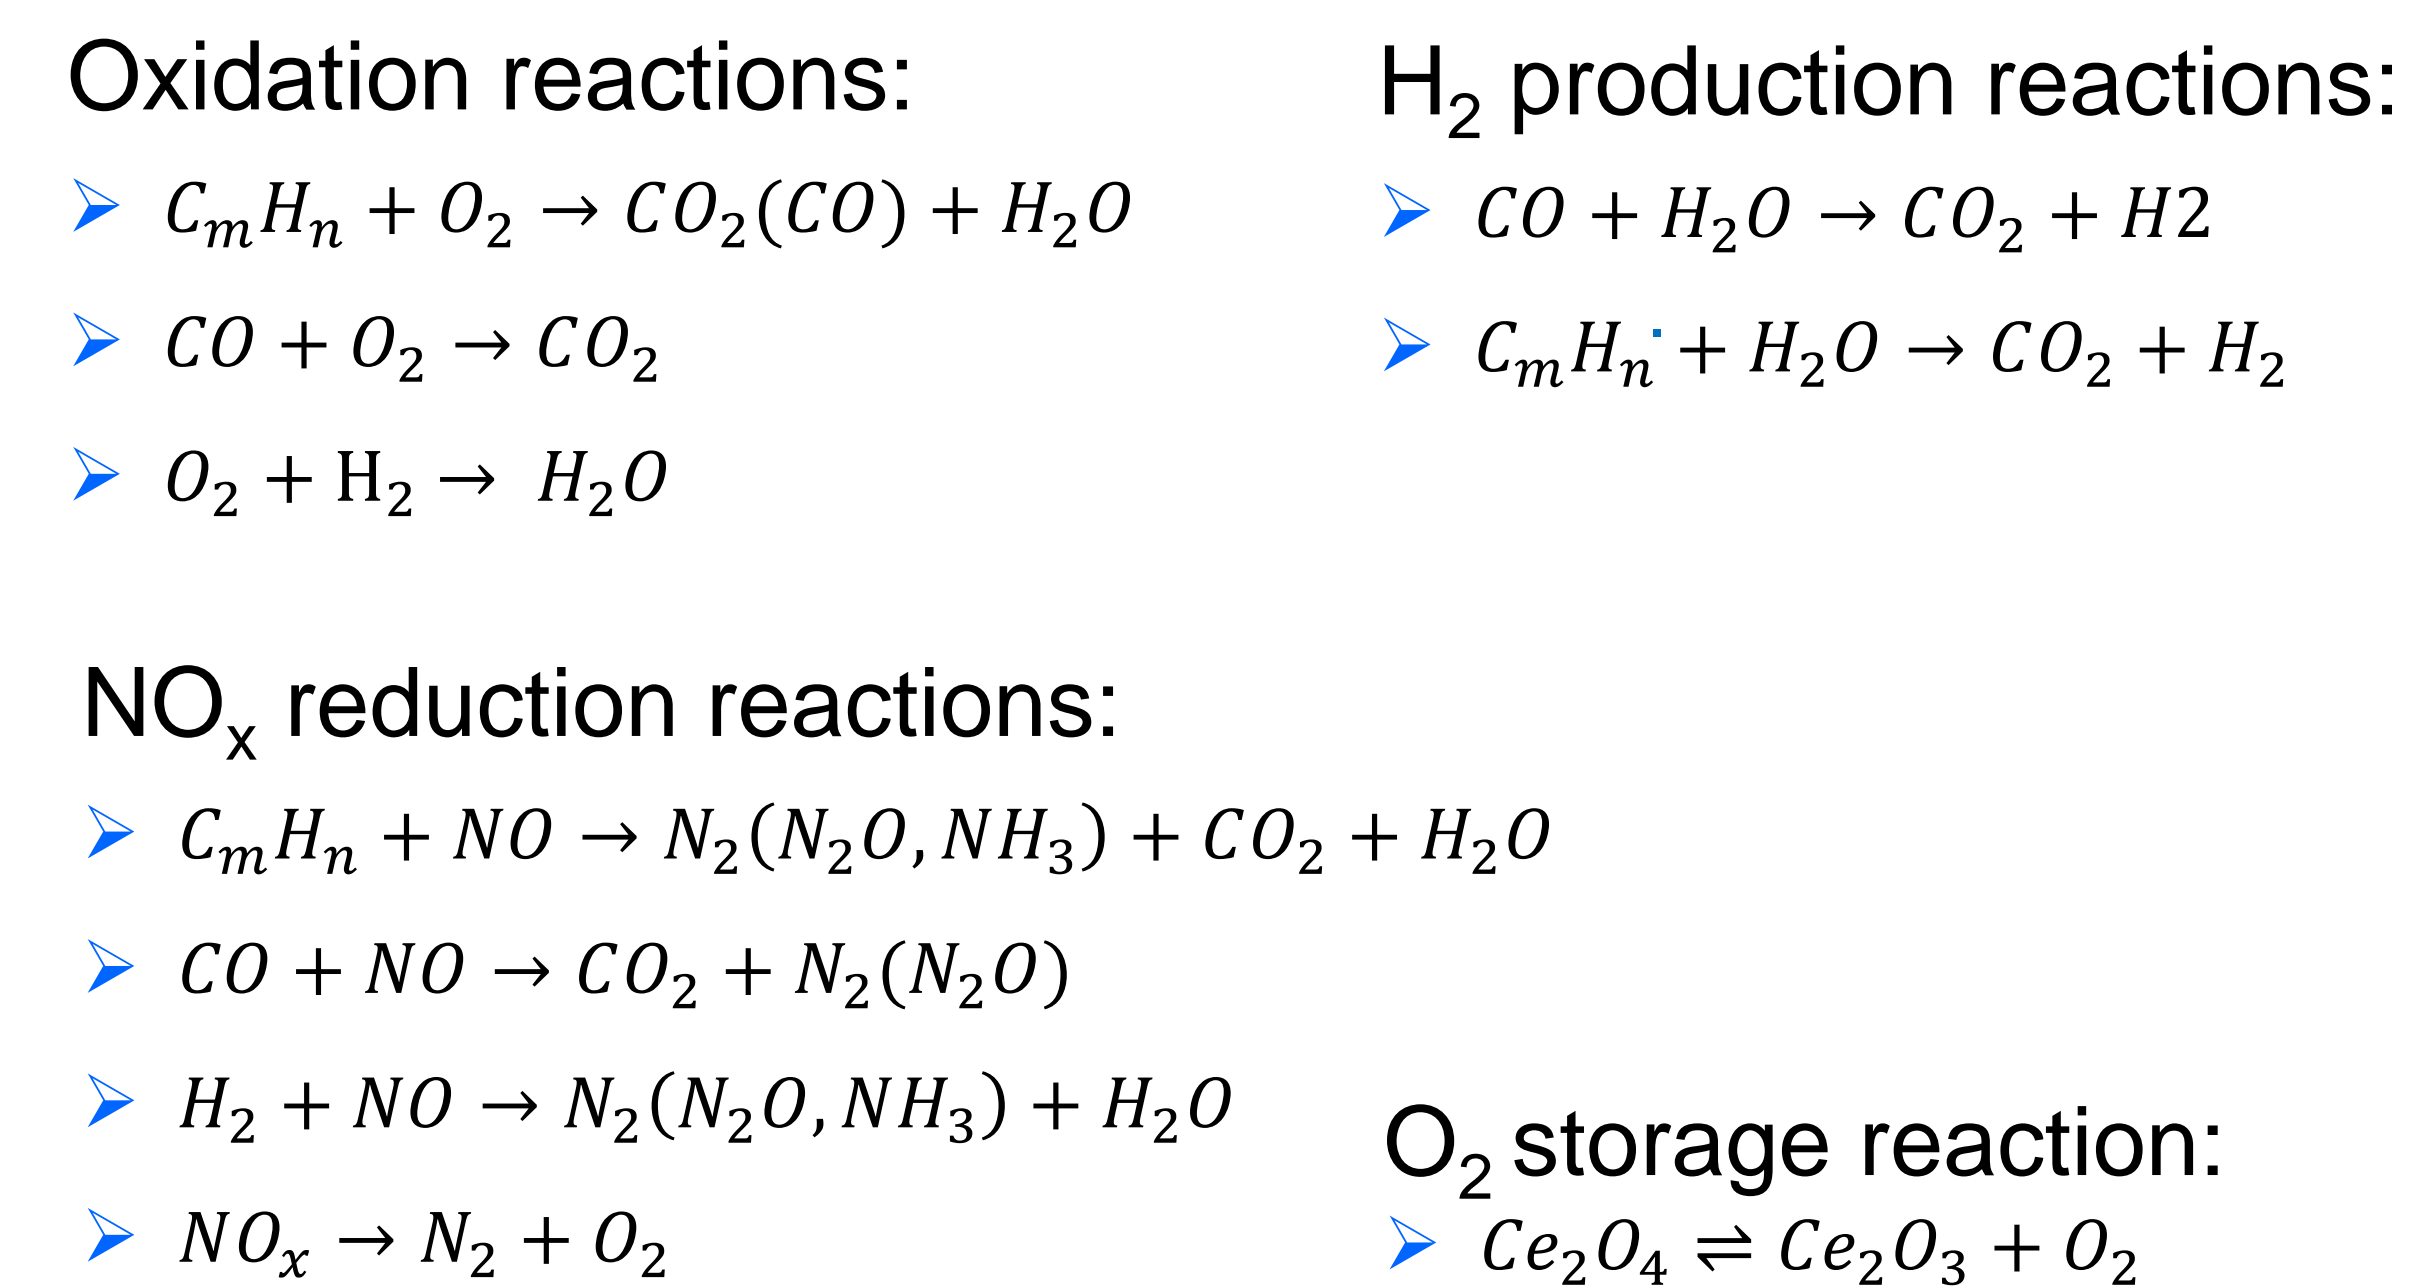 Oxidation reactions:
➢ CₘHₙ + O₂ → CO₂(CO) + H₂O
➢ CO + O₂ → CO₂
➢ O₂ + H₂ → H₂O
H₂ production reactions:
➢ CO + H₂O → CO₂ + H2
➢ CₘHₙ + H₂O → CO₂ + H₂
NOₓ reduction reactions:
➢ CₘHₙ + NO → N₂(N₂O, NH₃) + CO₂ + H₂O
➢ CO + NO → CO₂ + N₂(N₂O)
➢ H₂ + NO → N₂(N₂O, NH₃) + H₂O
➢ NOₓ → N₂ + O₂
O₂ storage reaction:
➢ Ce₂O₄ ⇌ Ce₂O₃ + O₂